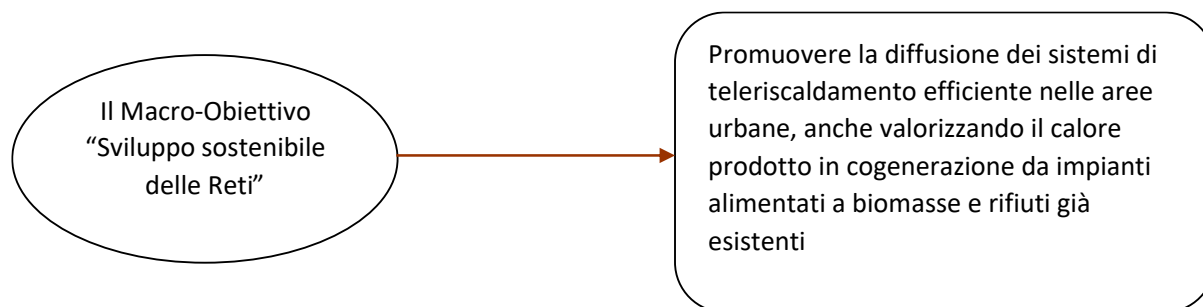 Il Macro-Obiettivo
“Sviluppo sostenibile
delle Reti”
Promuovere la diffusione dei sistemi di
teleriscaldamento efficiente nelle aree
urbane, anche valorizzando il calore
prodotto in cogenerazione da impianti
alimentati a biomasse e rifiuti già
esistenti